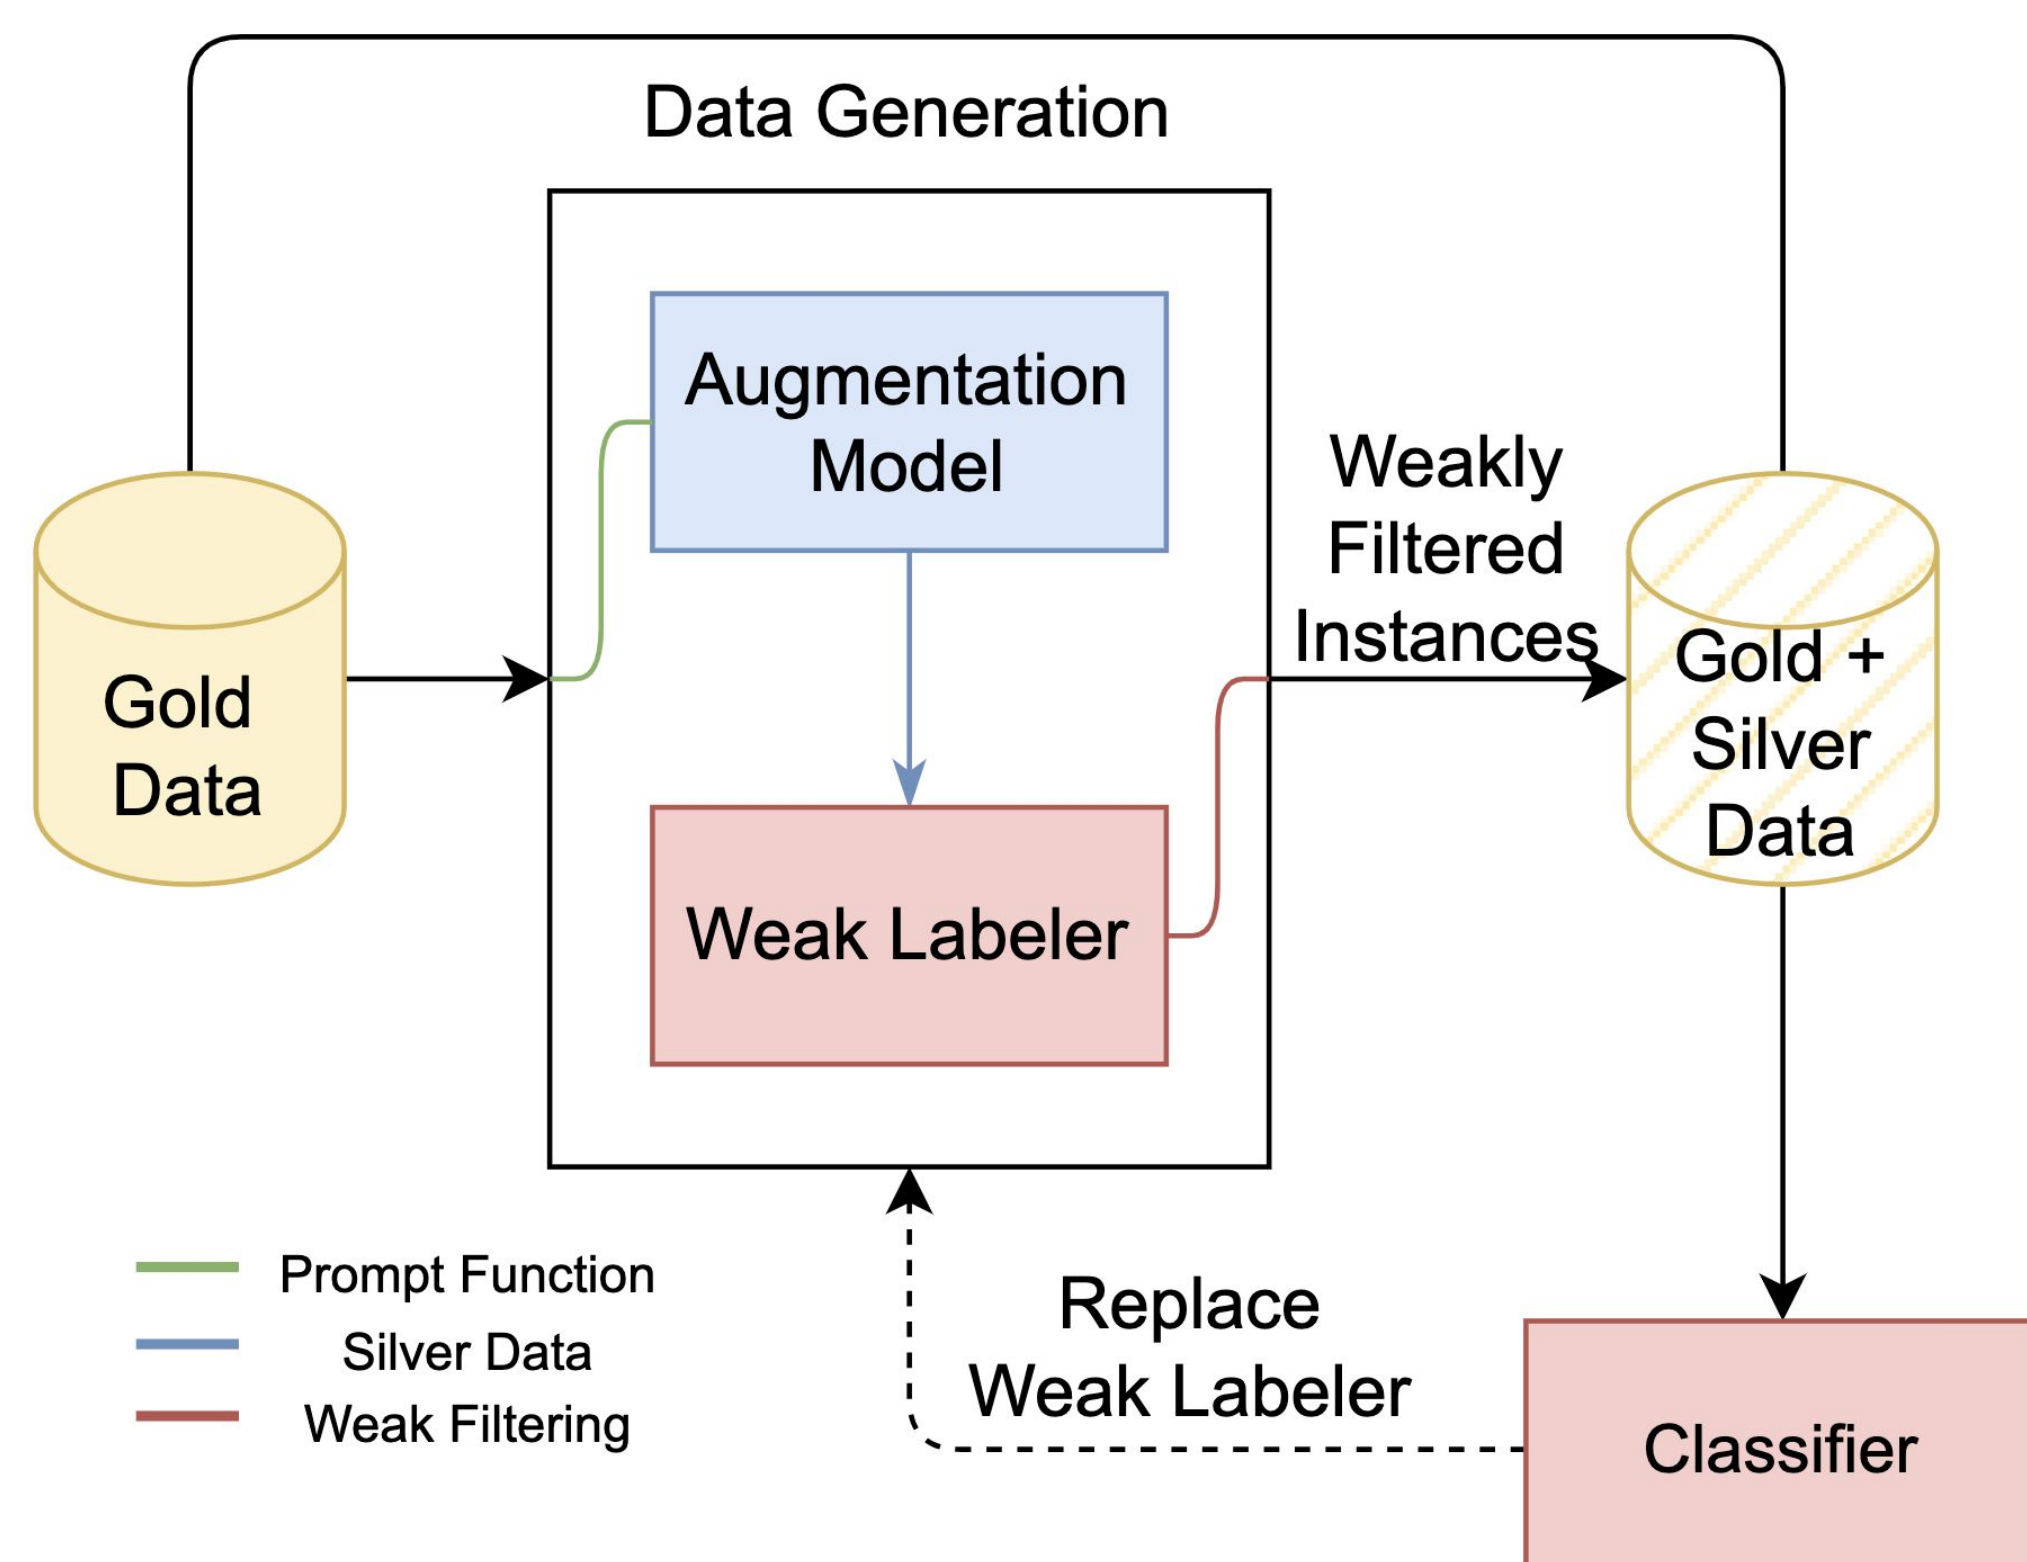 Data Generation
Augmentation
Model
Weakly
Filtered
Instances
Gold
Data
Gold +
Silver
Data
Weak Labeler
Prompt Function
Silver Data
Weak Filtering
Replace
Weak Labeler
Classifier